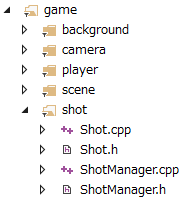 game
background
camera
player
scene
shot
Shot.cpp
Shot.h
ShotManager.cpp
ShotManager.h